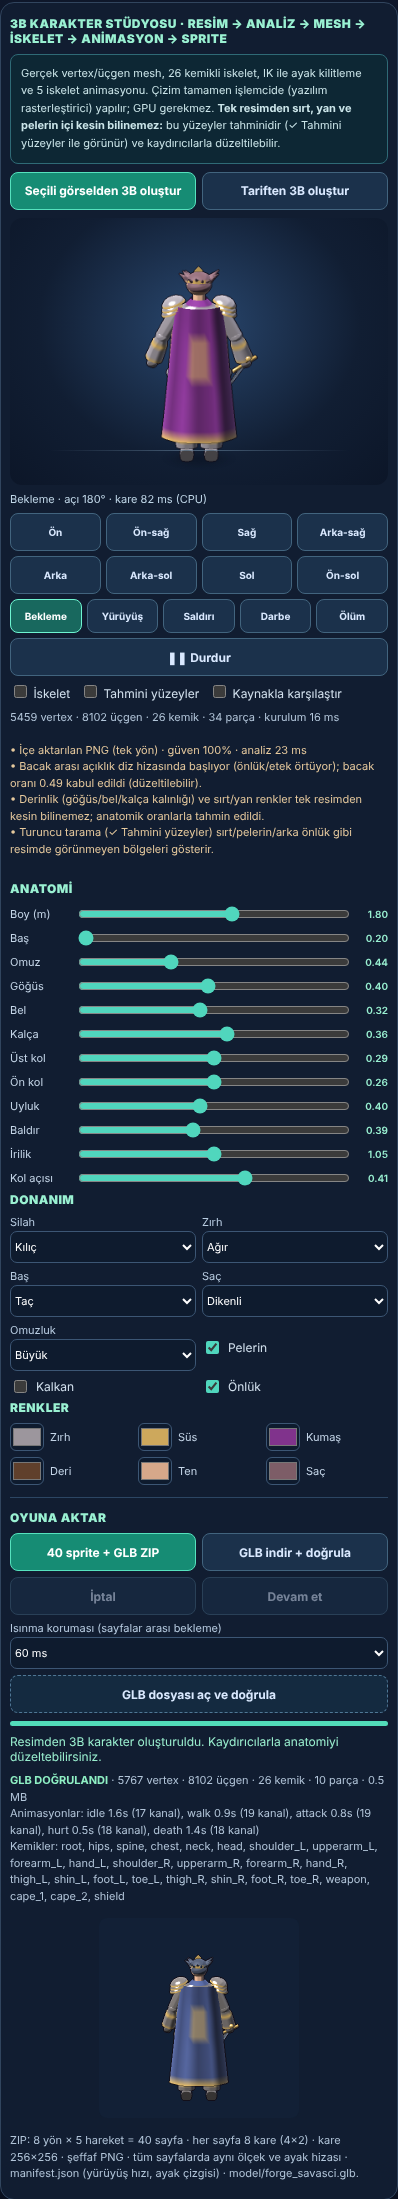 3B KARAKTER STÜDYOSU · RESİM → ANALİZ → MESH →
İSKELET → ANİMASYON → SPRITE
Gerçek vertex/üçgen mesh, 26 kemikli iskelet, IK ile ayak kilitleme
ve 5 iskelet animasyonu. Çizim tamamen işlemcide (yazılım
rasterleştirici) yapılır; GPU gerekmez. Tek resimden sırt, yan ve
pelerin içi kesin bilinemez: bu yüzeyler tahminidir (✓ Tahmini
yüzeyler ile görünür) ve kaydırıcılarla düzeltilebilir.
Seçili görselden 3B oluştur
Tariften 3B oluştur
Bekleme · açı 180° · kare 82 ms (CPU)
Ön
Ön-sağ
Sağ
Arka-sağ
Arka
Arka-sol
Sol
Ön-sol
Bekleme
Yürüyüş
Saldırı
Darbe
Ölüm
❚❚ Durdur
İskelet
Tahmini yüzeyler
Kaynakla karşılaştır
5459 vertex · 8102 üçgen · 26 kemik · 34 parça · kurulum 16 ms
• İçe aktarılan PNG (tek yön) · güven 100% · analiz 23 ms
• Bacak arası açıklık diz hizasında başlıyor (önlük/etek örtüyor); bacak
oranı 0.49 kabul edildi (düzeltilebilir).
• Derinlik (göğüs/bel/kalça kalınlığı) ve sırt/yan renkler tek resimden
kesin bilinemez; anatomik oranlarla tahmin edildi.
• Turuncu tarama (✓ Tahmini yüzeyler) sırt/pelerin/arka önlük gibi
resimde görünmeyen bölgeleri gösterir.
ANATOMİ
Boy (m) 1.80
Baş 0.20
Omuz 0.44
Göğüs 0.40
Bel 0.32
Kalça 0.36
Üst kol 0.29
Ön kol 0.26
Uyluk 0.40
Baldır 0.39
İrilik 1.05
Kol açısı 0.41
DONANIM
Silah
Zırh
Kılıç
Ağır
Baş
Saç
Taç
Dikenli
Omuzluk
Büyük
Pelerin
Kalkan
Önlük
RENKLER
Zırh
Süs
Kumaş
Deri
Ten
Saç
OYUNA AKTAR
40 sprite + GLB ZIP
GLB indir + doğrula
İptal
Devam et
Isınma koruması (sayfalar arası bekleme)
60 ms
GLB dosyası aç ve doğrula
Resimden 3B karakter oluşturuldu. Kaydırıcılarla anatomiyi
düzeltebilirsiniz.
GLB DOĞRULANDI · 5767 vertex · 8102 üçgen · 26 kemik · 10 parça · 0.5
MB
Animasyonlar: idle 1.6s (17 kanal), walk 0.9s (19 kanal), attack 0.8s (19
kanal), hurt 0.5s (18 kanal), death 1.4s (18 kanal)
Kemikler: root, hips, spine, chest, neck, head, shoulder_L, upperarm_L,
forearm_L, hand_L, shoulder_R, upperarm_R, forearm_R, hand_R,
thigh_L, shin_L, foot_L, toe_L, thigh_R, shin_R, foot_R, toe_R, weapon,
cape_1, cape_2, shield
ZIP: 8 yön × 5 hareket = 40 sayfa · her sayfa 8 kare (4×2) · kare
256×256 · şeffaf PNG · tüm sayfalarda aynı ölçek ve ayak hizası ·
manifest.json (yürüyüş hızı, ayak çizgisi) · model/forge_savasci.glb.